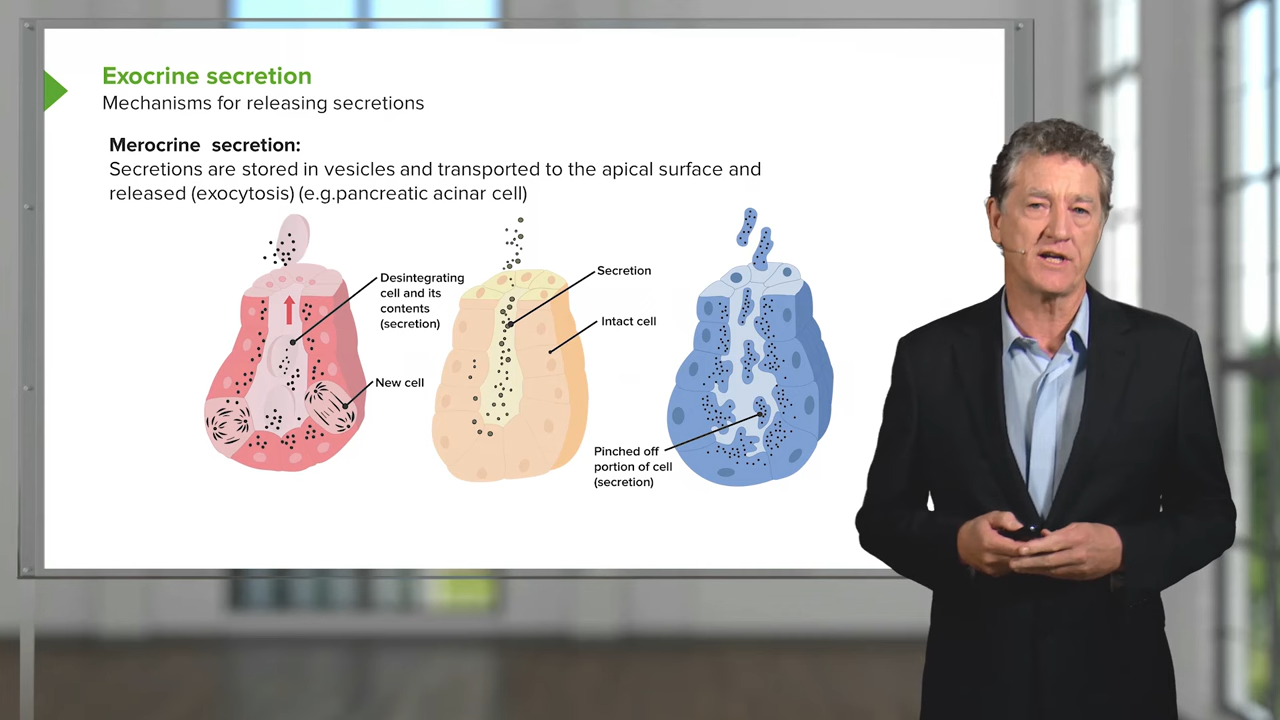 Exocrine secretion
Mechanisms for releasing secretions
Merocrine secretion:
Secretions are stored in vesicles and transported to the apical surface and
released (exocytosis) (e.g.pancreatic acinar cell)
Desintegrating
cell and its
contents
(secretion)
New cell
Secretion
Intact cell
Pinched off
portion of cell
(secretion)